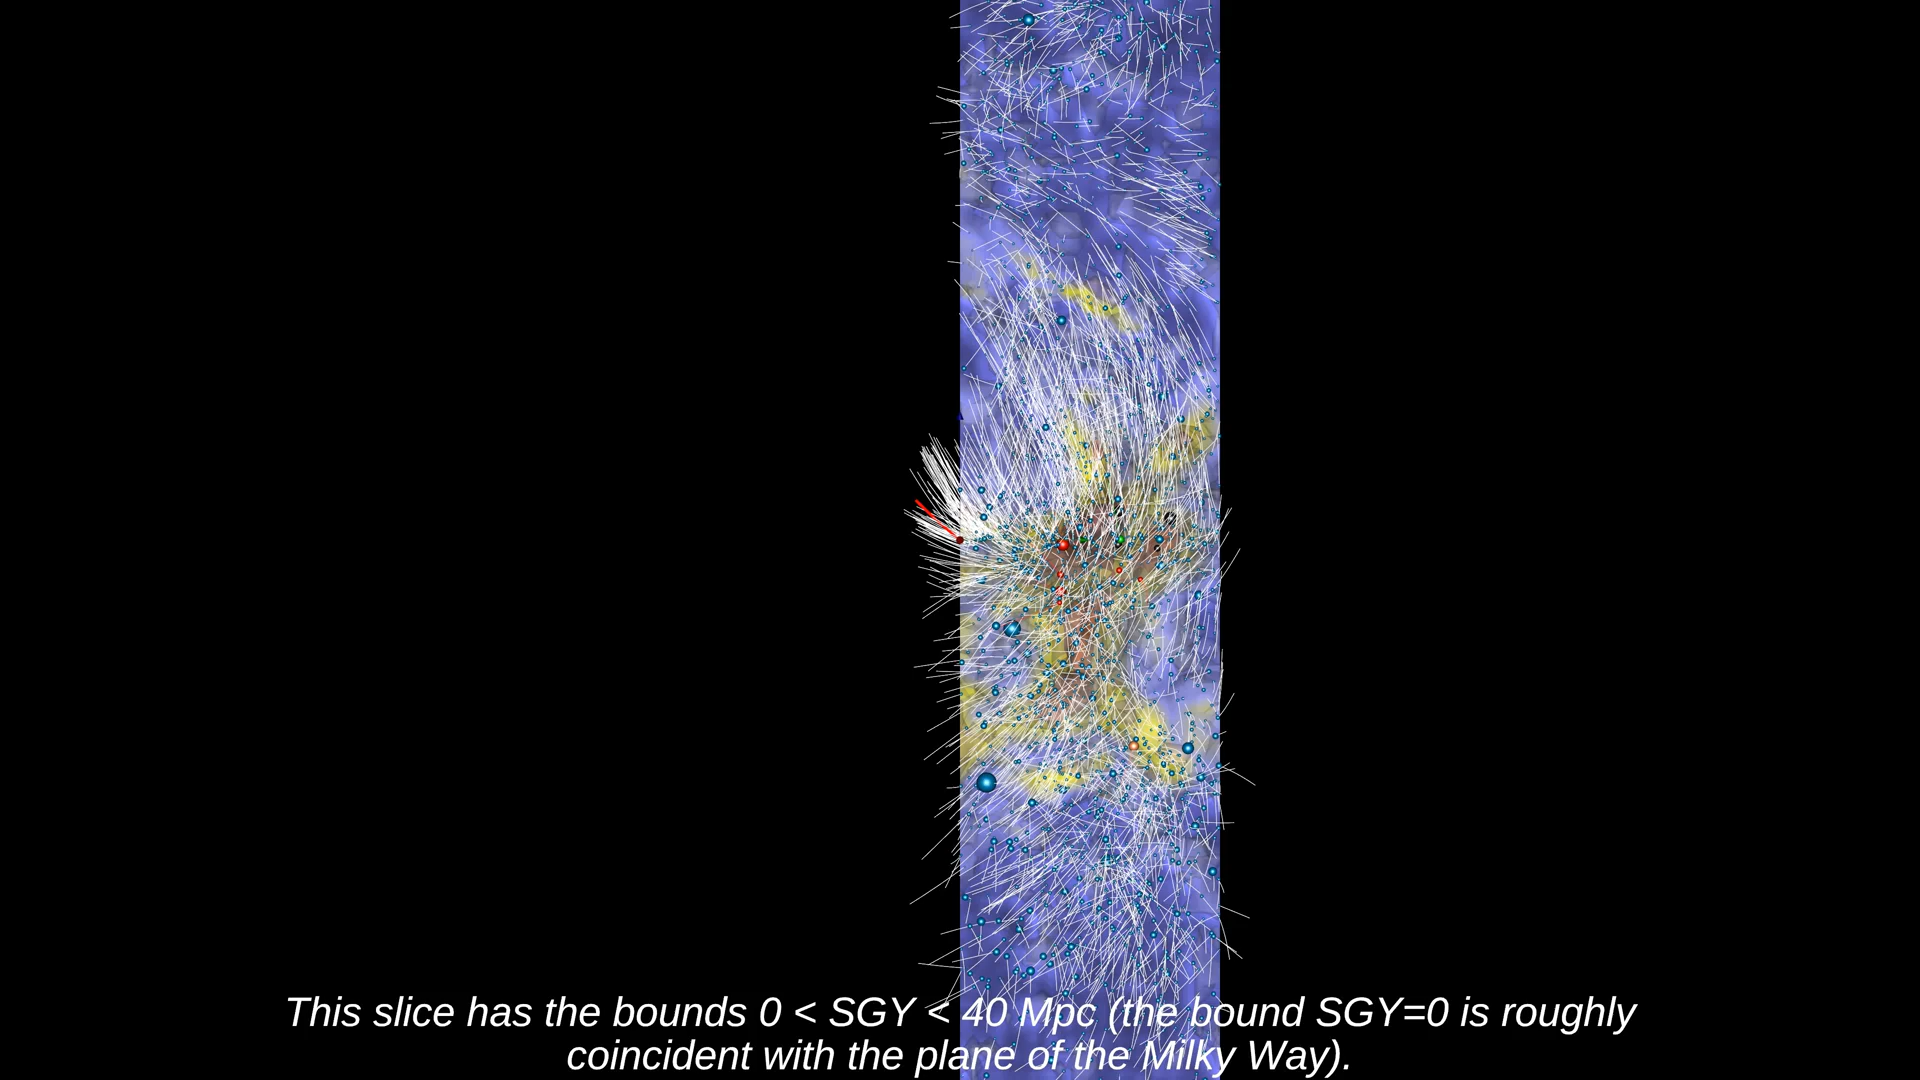 This slice has the bounds 0 < SGY < 40 Mpc (the bound SGY=0 is roughly
coincident with the plane of the Milky Way).